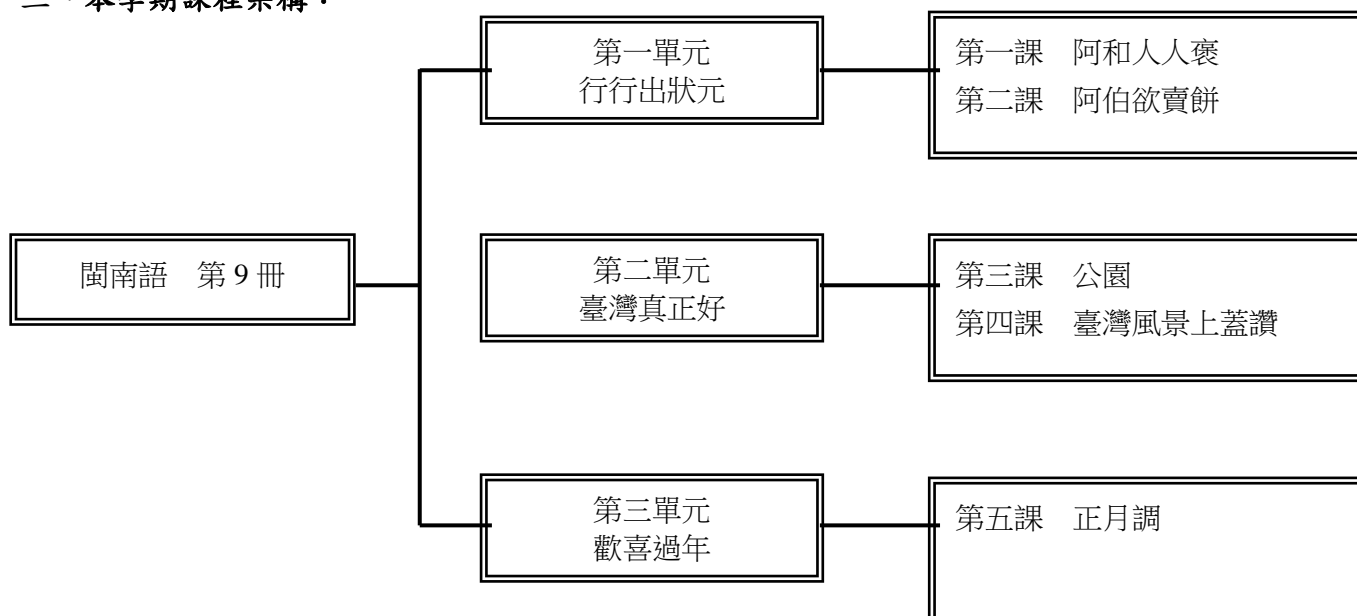 本學期課程架構：
閩南語　第 9 冊
第一單元
行行出狀元
第一課　阿和人人褒
第二課　阿伯欲賣餅
第二單元
臺灣真正好
第三課　公園
第四課　臺灣風景上蓋讚
第三單元
歡喜過年
第五課　正月調